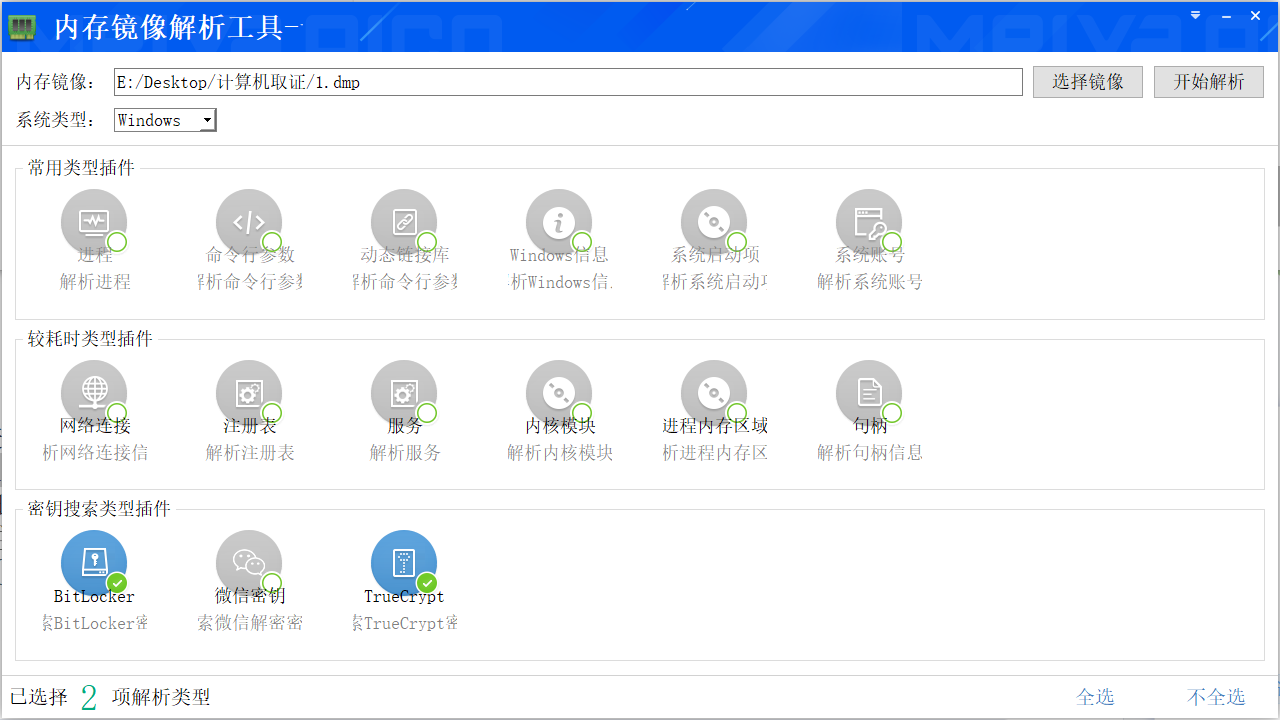 内存镜像解析工具
内存镜像： E:/Desktop/计算机取证/1.dmp 选择镜像 开始解析
系统类型： Windows
常用类型插件
进程 命令行参数 动态链接库 Windows信息 系统启动项 系统账号
解析进程 解析命令行参数 解析命令行参数 析Windows信. 解析系统启动项 解析系统账号
较耗时类型插件
网络连接 注册表 服务 内核模块 进程内存区域 句柄
析网络连接信 解析注册表 解析服务 解析内核模块 析进程内存区 解析句柄信息
密钥搜索类型插件
BitLocker 微信密钥 TrueCrypt
索BitLocker密 索微信解密密 索TrueCrypt密
已选择 2 项解析类型 全选 不全选